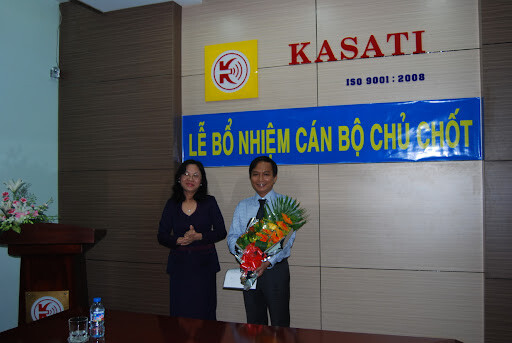 KASATI
ISO 9001 : 2008
LỄ BỔ NHIỆM CÁN BỘ CHỦ CHỐT